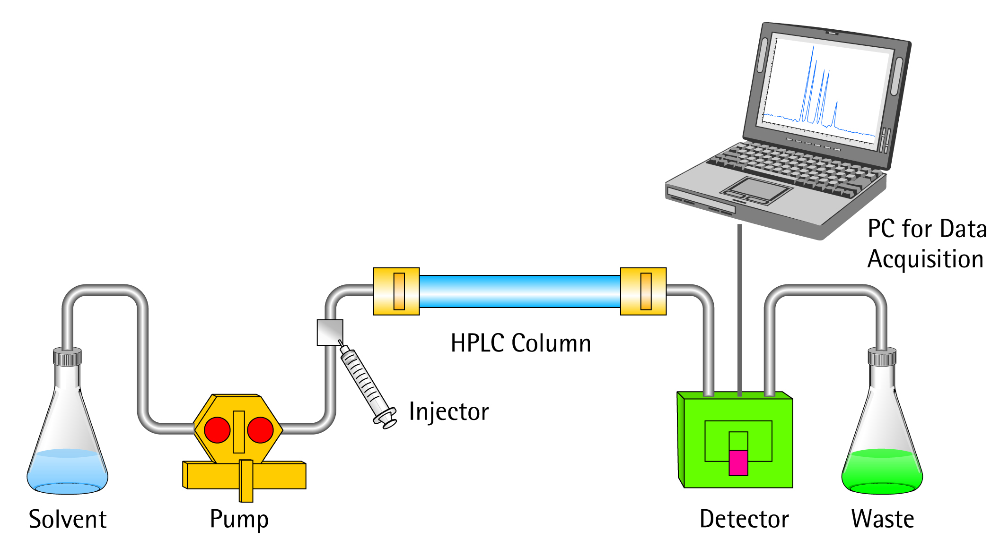 PC for Data
Acquisition
HPLC Column
Injector
Solvent
Pump
Detector
Waste